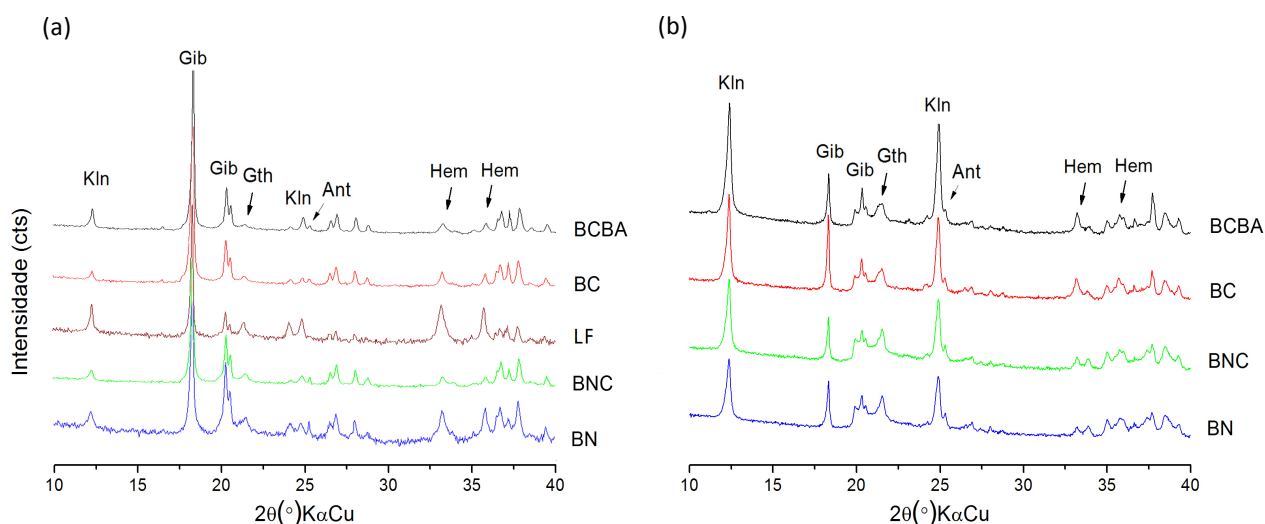 (a)
Gib
Kln
Gib
Gth
Kln
Ant
Hem
Hem
BCBA
BC
LF
BNC
BN
Intensidade (cts)
10 15 20 25 30 35 40
2θ(°)KαCu
(b)
Kln
Kln
Gib
Gib
Gth
Ant
Hem
Hem
BCBA
BC
BNC
BN
10 15 20 25 30 35 40
2θ(°)KαCu